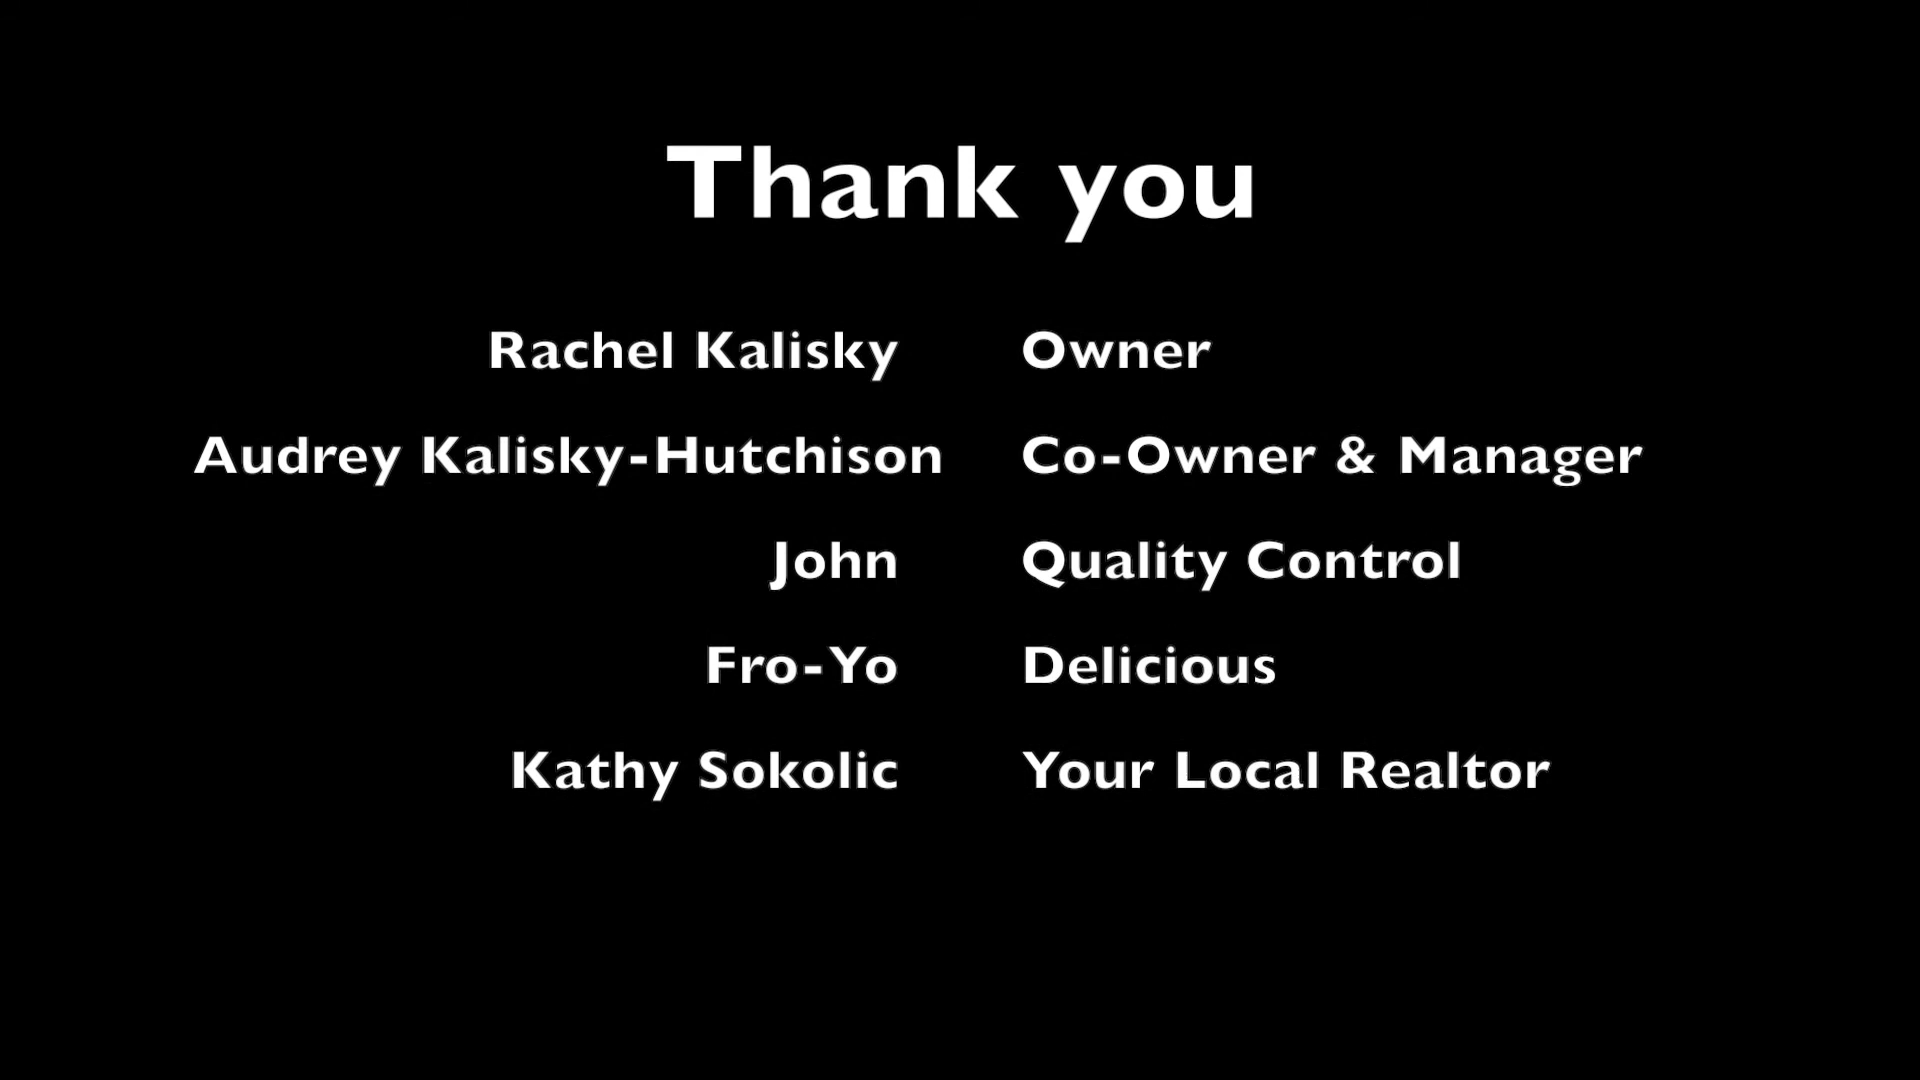 Thank you
Rachel Kalisky Owner
Audrey Kalisky-Hutchison Co-Owner & Manager
John Quality Control
Fro-Yo Delicious
Kathy Sokolic Your Local Realtor